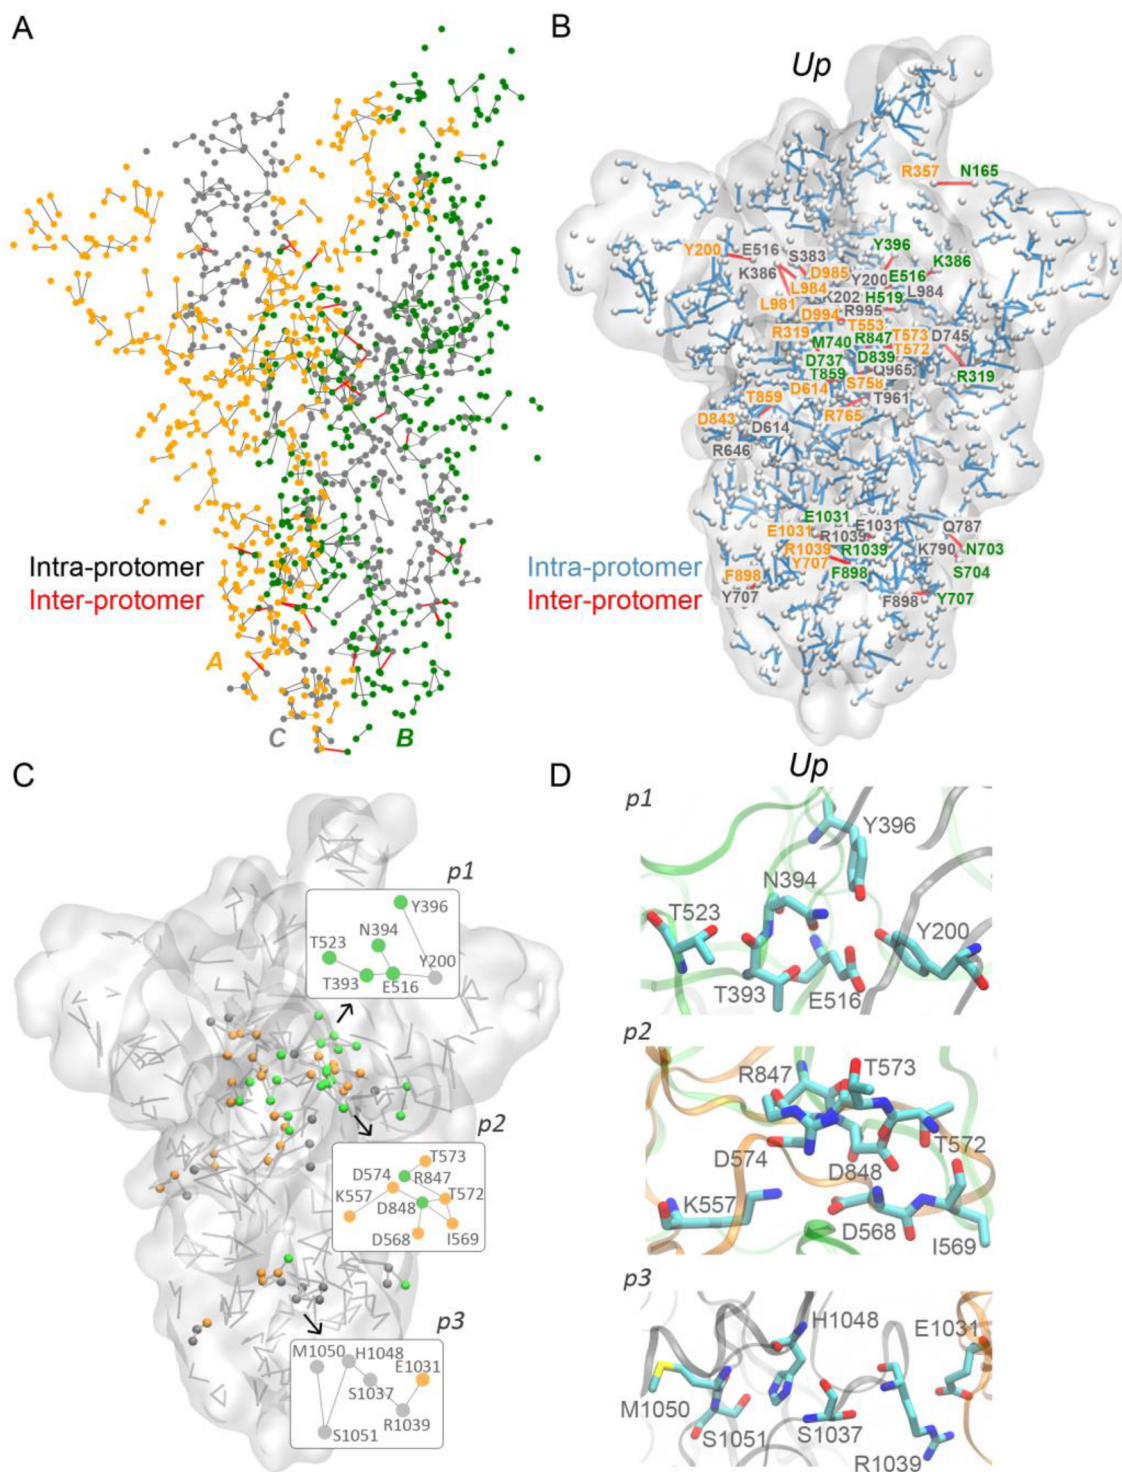 A
B
Up
R357 N165
Y200 E516 S383 Y396
K386 D985 K386
L984 Y200 E516 L984
L981 K202 H519
D994 R995
R319 T553
M740 R847 T573 D745
D737 D839 T572
T859 Q965 R319
D614 S758
T859 T961
D843 R765
D614
R646
Intra-protomer
Inter-protomer
A
C
B
Intra-protomer
Inter-protomer
E1031
E1031 E1031 Q787
R1039
R1039 R1039 K790 N703
Y707 S704
F898 F898
Y707 F898 Y707
C
p1
Y396
N394
T523 Y200
T393 E516
p2
T573
D574 R847
K557 T572
D848
D568 I569
p3
M1050 H1048
E1031
S1037
R1039
S1051
D
Up
p1
Y396
N394
T523 Y200
T393 E516
p2
R847 T573
T572
D574 D848
K557 D568
I569
p3
H1048 E1031
M1050
S1051 S1037
R1039